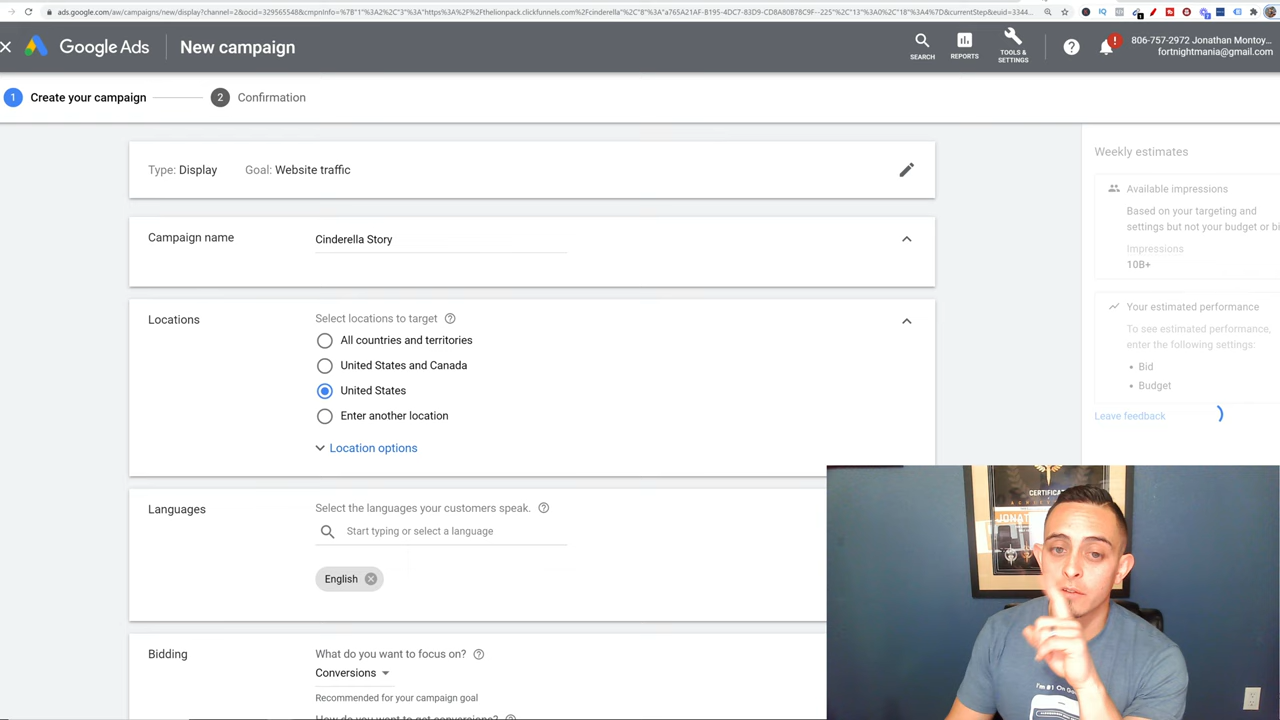 ads.google.com/aw/campaigns/new/display?channel=2&ocid=329565548&cmpnInfo=%7B"1"%3A2%2C"3"%3A"https%3A%2F%2Fthelionpack.clickfunnels.com%2Fcinderella"%2C"8"%3A"a765A21AF-B195-4DC7-83D9-CD8A80B78C9F--225"%2C"13"%3A0%2C"18"%3A4%7D&currentStep&euid=3344...
Google Ads
New campaign
SEARCH
REPORTS
TOOLS & SETTINGS
806-757-2972 Jonathan Montoy...
fortnightmania@gmail.com
1 Create your campaign
2 Confirmation
Type: Display Goal: Website traffic
Campaign name
Cinderella Story
Locations
Select locations to target
All countries and territories
United States and Canada
United States
Enter another location
Location options
Languages
Select the languages your customers speak.
Start typing or select a language
English
Bidding
What do you want to focus on?
Conversions
Recommended for your campaign goal
How do you want to get conversions?
Weekly estimates
Available impressions
Based on your targeting and
settings but not your budget or bi
Impressions
10B+
Your estimated performance
To see estimated performance,
enter the following settings:
• Bid
• Budget
Leave feedback
CERTIFICA
I'm #1 On